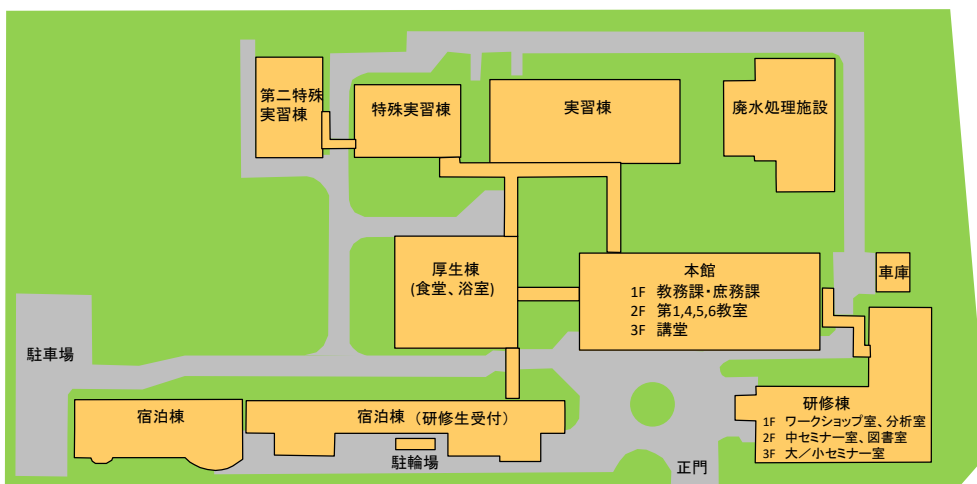 第二特殊
実習棟
特殊実習棟
実習棟
廃水処理施設
厚生棟
(食堂、浴室)
本館
1F 教務課・庶務課
2F 第1,4,5,6教室
3F 講堂
車庫
駐車場
宿泊棟
宿泊棟（研修生受付）
駐輪場
正門
研修棟
1F ワークショップ室、分析室
2F 中セミナー室、図書室
3F 大／小セミナー室